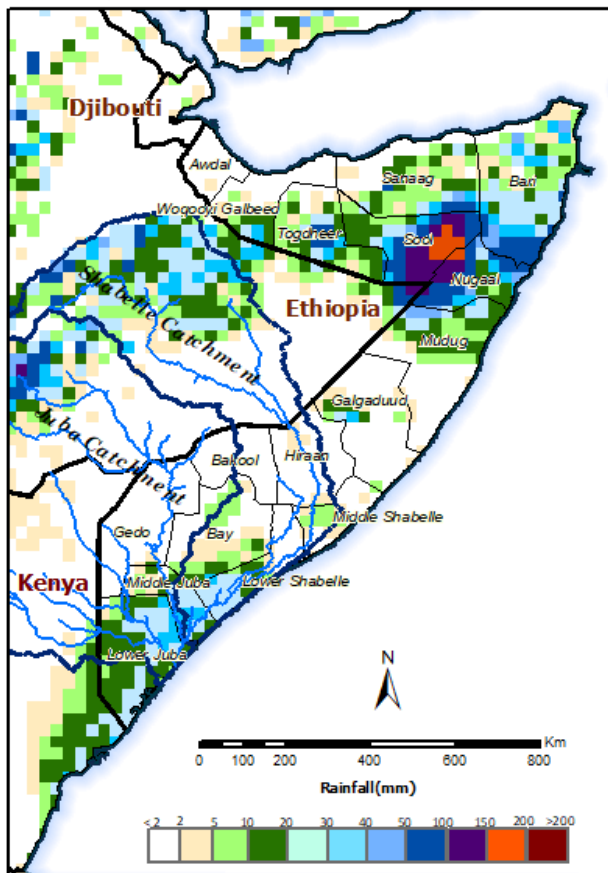 Djibouti
Awdal
Sanaag
Bari
Woqooyi Galbeed
Togdheer
Sool
Nugaal
Shabelle Catchment
Ethiopia
Mudug
Juba Catchment
Galgaduud
Bakool
Hiraan
Gedo
Bay
Middle Shabelle
Kenya
Middle Juba
Lower Shabelle
Lower Juba
N
Km
0 100 200 400 600 800
Rainfall(mm)
< 2 2 5 10 20 30 40 50 100 150 200 >200